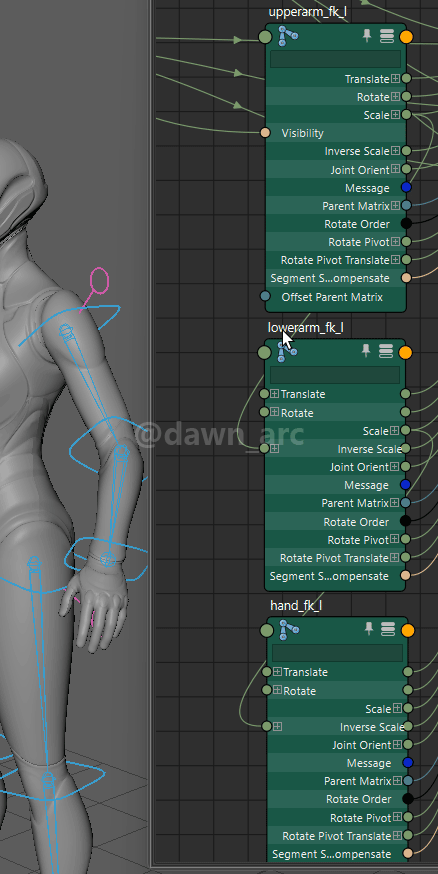 upperarm_fk_l
Translate
Rotate
Scale
Visibility
Inverse Scale
Joint Orient
Message
Parent Matrix
Rotate Order
Rotate Pivot
Rotate Pivot Translate
Segment S...ompensate
Offset Parent Matrix
lowerarm_fk_l
Translate
Rotate
Scale
@dawn_arc
Inverse Scale
Joint Orient
Message
Parent Matrix
Rotate Order
Rotate Pivot
Rotate Pivot Translate
Segment S...ompensate
hand_fk_l
Translate
Rotate
Scale
Inverse Scale
Joint Orient
Message
Parent Matrix
Rotate Order
Rotate Pivot
Rotate Pivot Translate
Segment S...ompensate